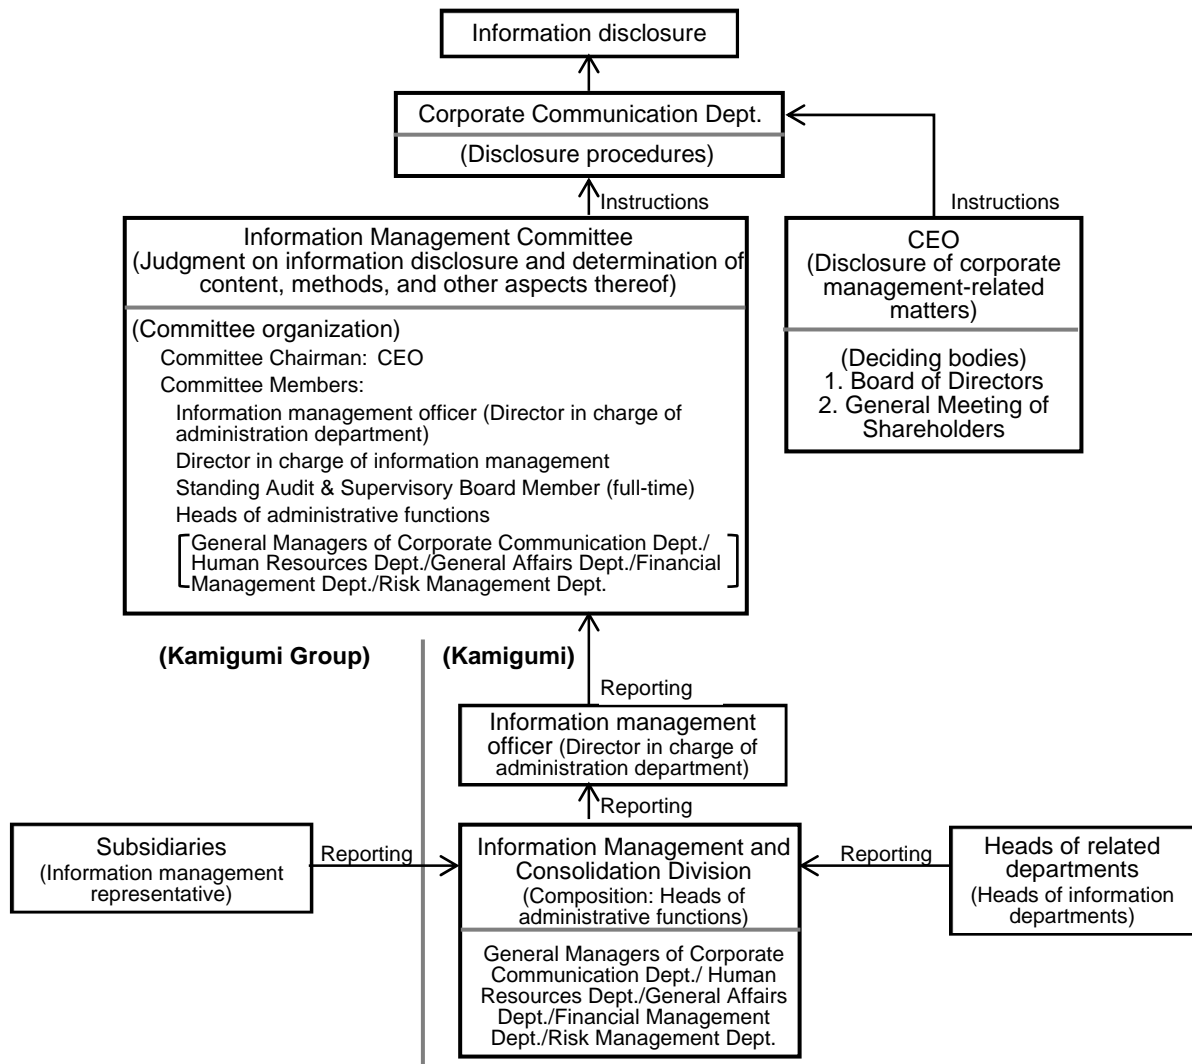 Information disclosure
Corporate Communication Dept.
(Disclosure procedures)
Instructions
Instructions
Information Management Committee
(Judgment on information disclosure and determination of
content, methods, and other aspects thereof)
(Committee organization)
Committee Chairman: CEO
Committee Members:
Information management officer (Director in charge of
administration department)
Director in charge of information management
Standing Audit & Supervisory Board Member (full-time)
Heads of administrative functions
General Managers of Corporate Communication Dept./
Human Resources Dept./General Affairs Dept./Financial
Management Dept./Risk Management Dept.
CEO
(Disclosure of corporate
management-related
matters)
(Deciding bodies)
1. Board of Directors
2. General Meeting of
Shareholders
(Kamigumi Group)
(Kamigumi)
Reporting
Information management
officer (Director in charge of
administration department)
Reporting
Subsidiaries
(Information management
representative)
Reporting
Information Management and
Consolidation Division
(Composition: Heads of
administrative functions)
General Managers of Corporate
Communication Dept./ Human
Resources Dept./General Affairs
Dept./Financial Management
Dept./Risk Management Dept.
Reporting
Heads of related
departments
(Heads of information
departments)